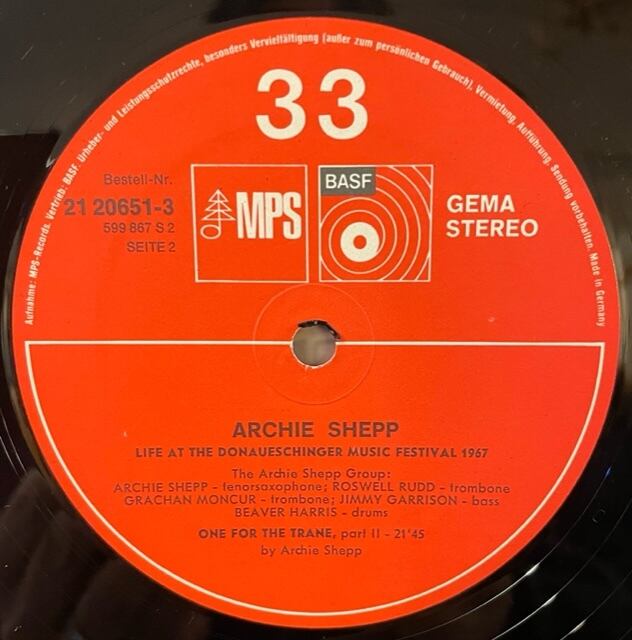 Aufnahme: MPS-Records. Vertrieb: BASF. Urheber- und Leistungsschutzrechte, besonders Vervielfältigung (außer zum persönlichen Gebrauch), Vermietung, Aufführung, Sendung vorbehalten. Made in Germany
33
Bestell-Nr.
21 20651-3
599 867 S 2
SEITE 2
MPS
BASF
GEMA
STEREO
ARCHIE SHEPP
LIFE AT THE DONAUESCHINGER MUSIC FESTIVAL 1967
The Archie Shepp Group:
ARCHIE SHEPP - tenorsaxophone; ROSWELL RUDD - trombone
GRACHAN MONCUR - trombone; JIMMY GARRISON - bass
BEAVER HARRIS - drums
ONE FOR THE TRANE, part II - 21'45
by Archie Shepp